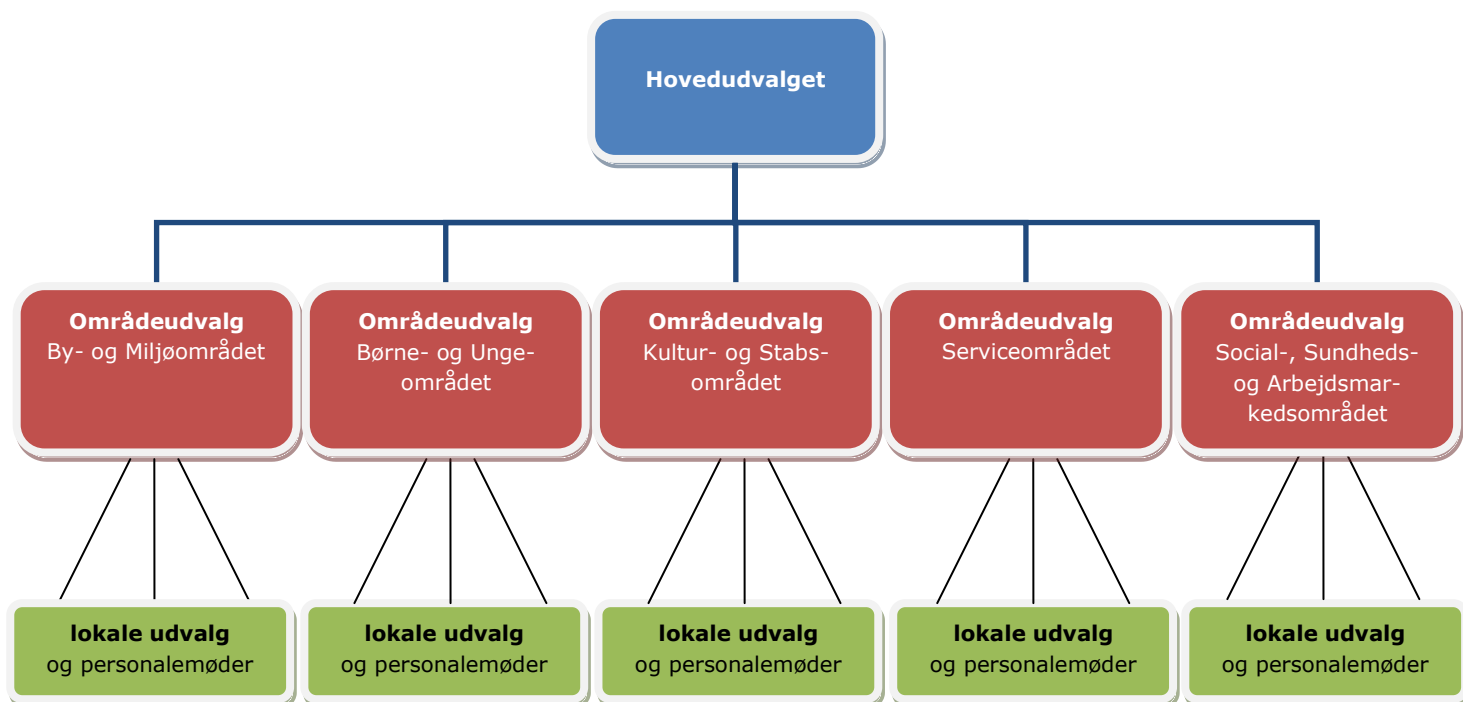 Hovedudvalget
Områdeudvalg
By- og Miljøområdet
Områdeudvalg
Børne- og Unge-
området
Områdeudvalg
Kultur- og Stabs-
området
Områdeudvalg
Serviceområdet
Områdeudvalg
Social-, Sundheds-
og Arbejdsmar-
kedsområdet
lokale udvalg
og personalemøder
lokale udvalg
og personalemøder
lokale udvalg
og personalemøder
lokale udvalg
og personalemøder
lokale udvalg
og personalemøder